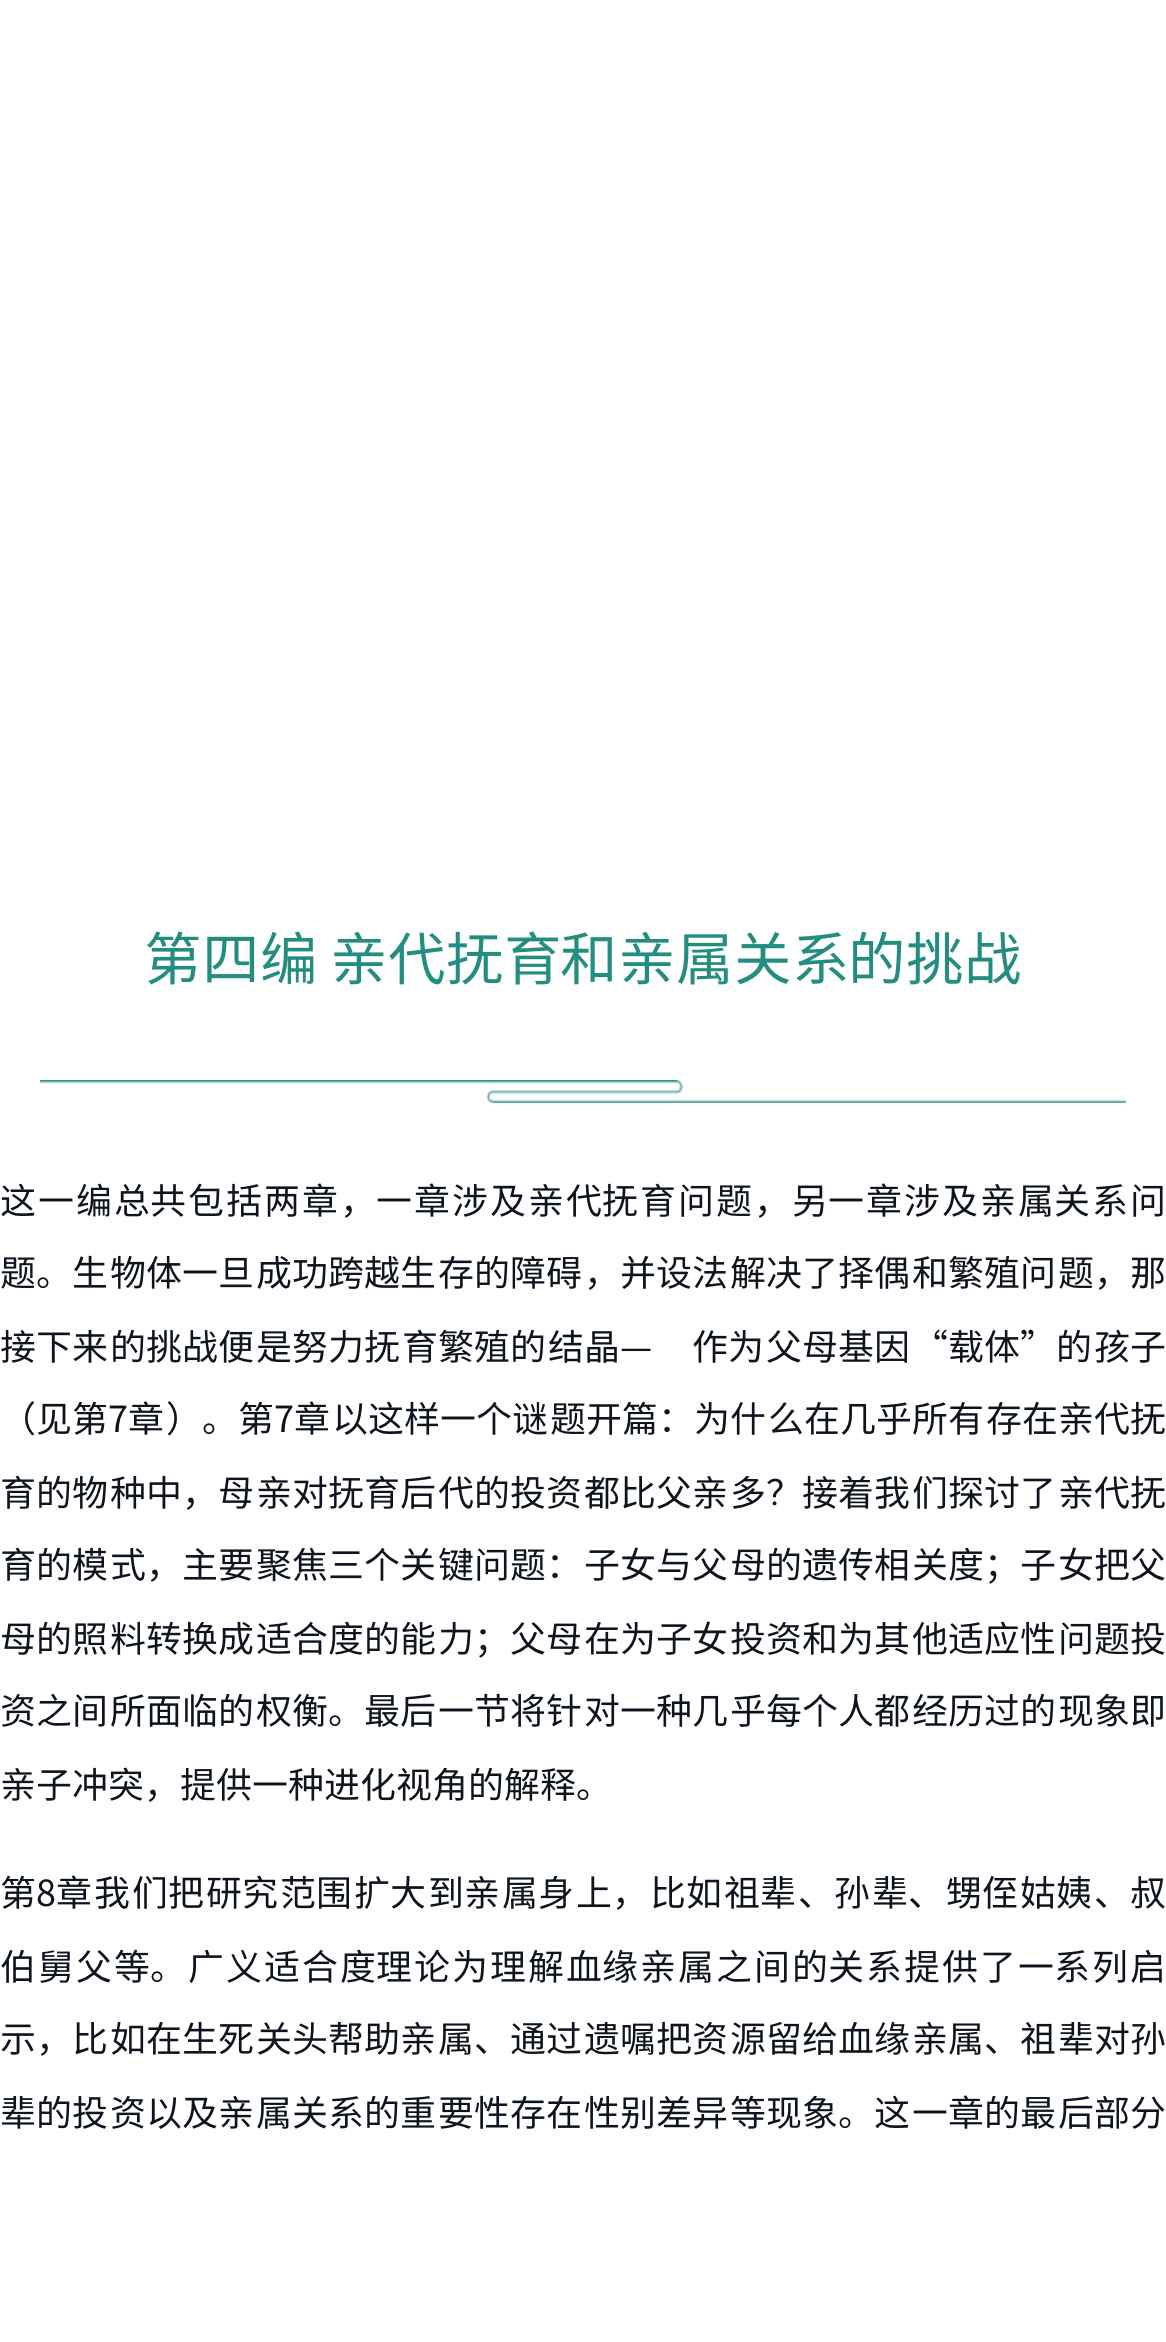 第四编 亲代抚育和亲属关系的挑战
这一编总共包括两章，一章涉及亲代抚育问题，另一章涉及亲属关系问
题。生物体一旦成功跨越生存的障碍，并设法解决了择偶和繁殖问题，那
接下来的挑战便是努力抚育繁殖的结晶— 作为父母基因“载体”的孩子
（见第7章）。第7章以这样一个谜题开篇：为什么在几乎所有存在亲代抚
育的物种中，母亲对抚育后代的投资都比父亲多？接着我们探讨了亲代抚
育的模式，主要聚焦三个关键问题：子女与父母的遗传相关度；子女把父
母的照料转换成适合度的能力；父母在为子女投资和为其他适应性问题投
资之间所面临的权衡。最后一节将针对一种几乎每个人都经历过的现象即
亲子冲突，提供一种进化视角的解释。
第8章我们把研究范围扩大到亲属身上，比如祖辈、孙辈、甥侄姑姨、叔
伯舅父等。广义适合度理论为理解血缘亲属之间的关系提供了一系列启
示，比如在生死关头帮助亲属、通过遗嘱把资源留给血缘亲属、祖辈对孙
辈的投资以及亲属关系的重要性存在性别差异等现象。这一章的最后部分